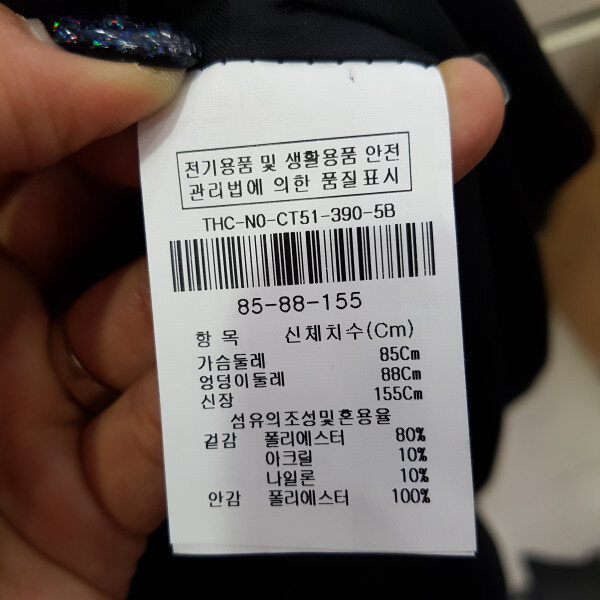 전기용품 및 생활용품 안전
관리법에 의한 품질표시
THC-N0-CT51-390-5B
85-88-155
항 목 신체치수(Cm)
가슴둘레 85Cm
엉덩이둘레 88Cm
신장 155Cm
섬유의조성및혼용율
겉감 폴리에스터 80%
아크릴 10%
나일론 10%
안감 폴리에스터 100%